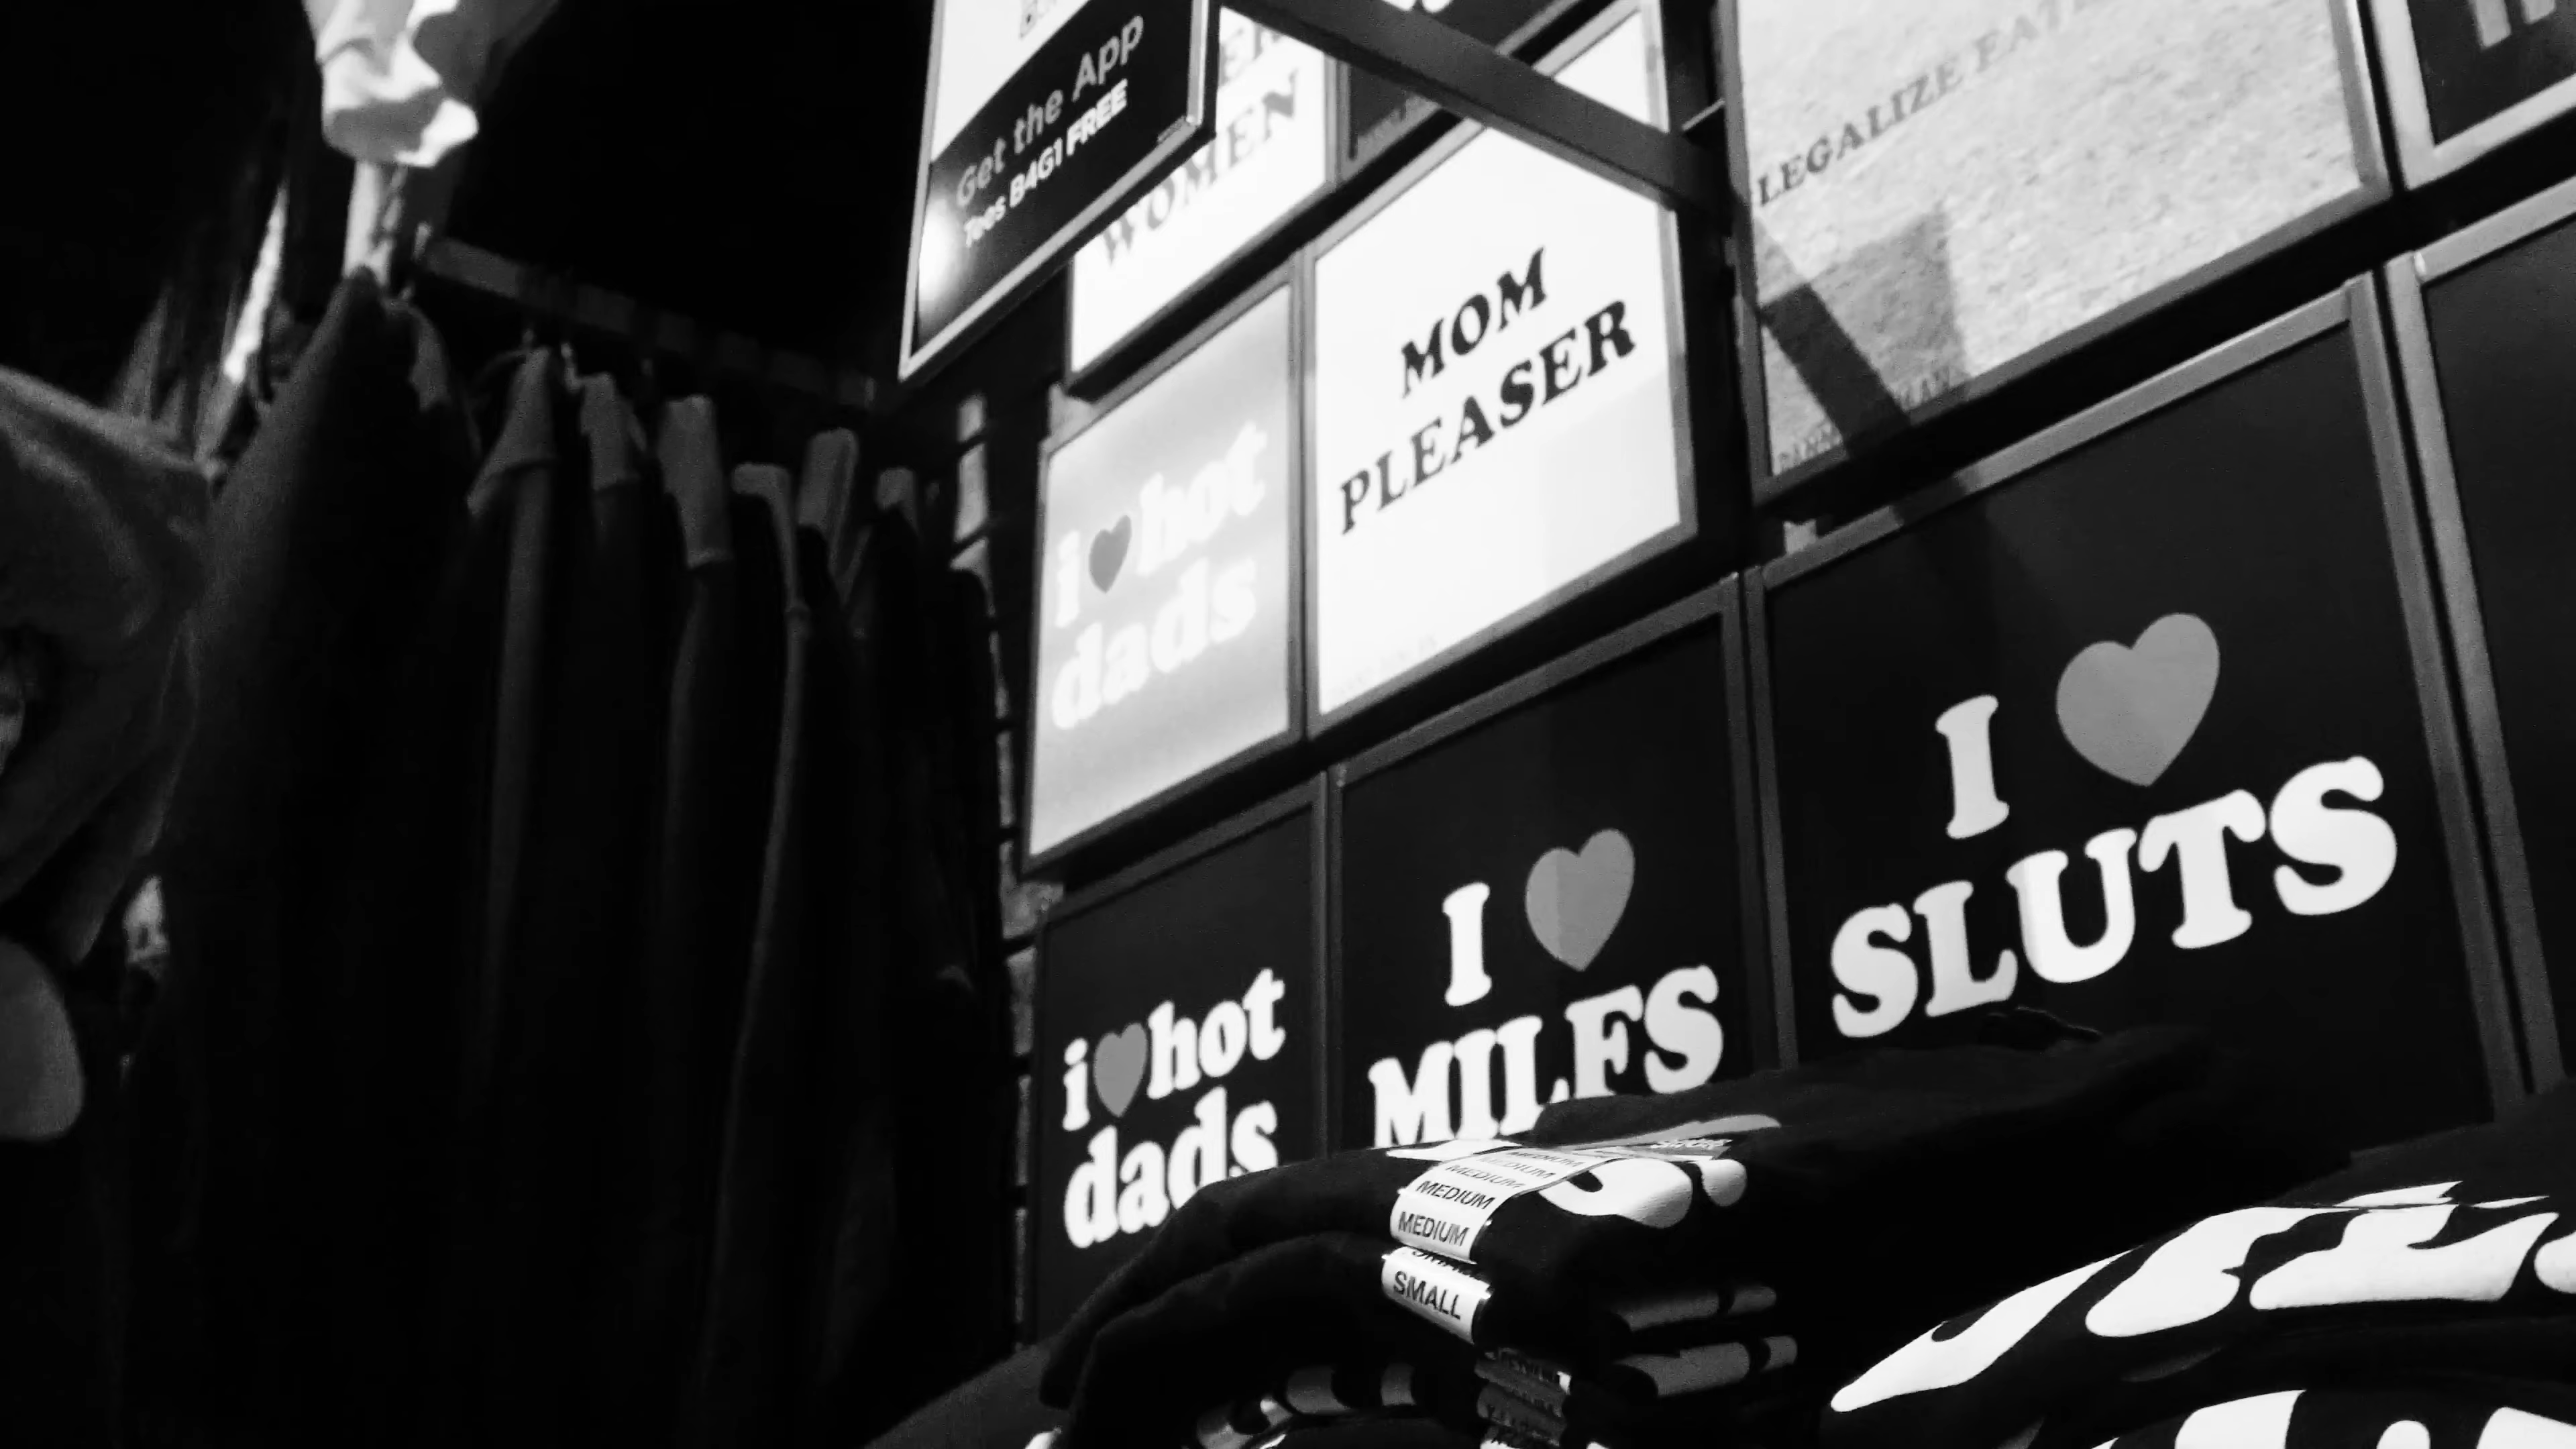 Get the App
Tees B4G1 FREE
WOMEN
LEGALIZE
MOM
PLEASER
i ♥ hot
dads
I ♥
SLUTS
I ♥
MILFS
i ♥ hot
dads
MEDIUM
MEDIUM
MEDIUM
MEDIUM
SMALL